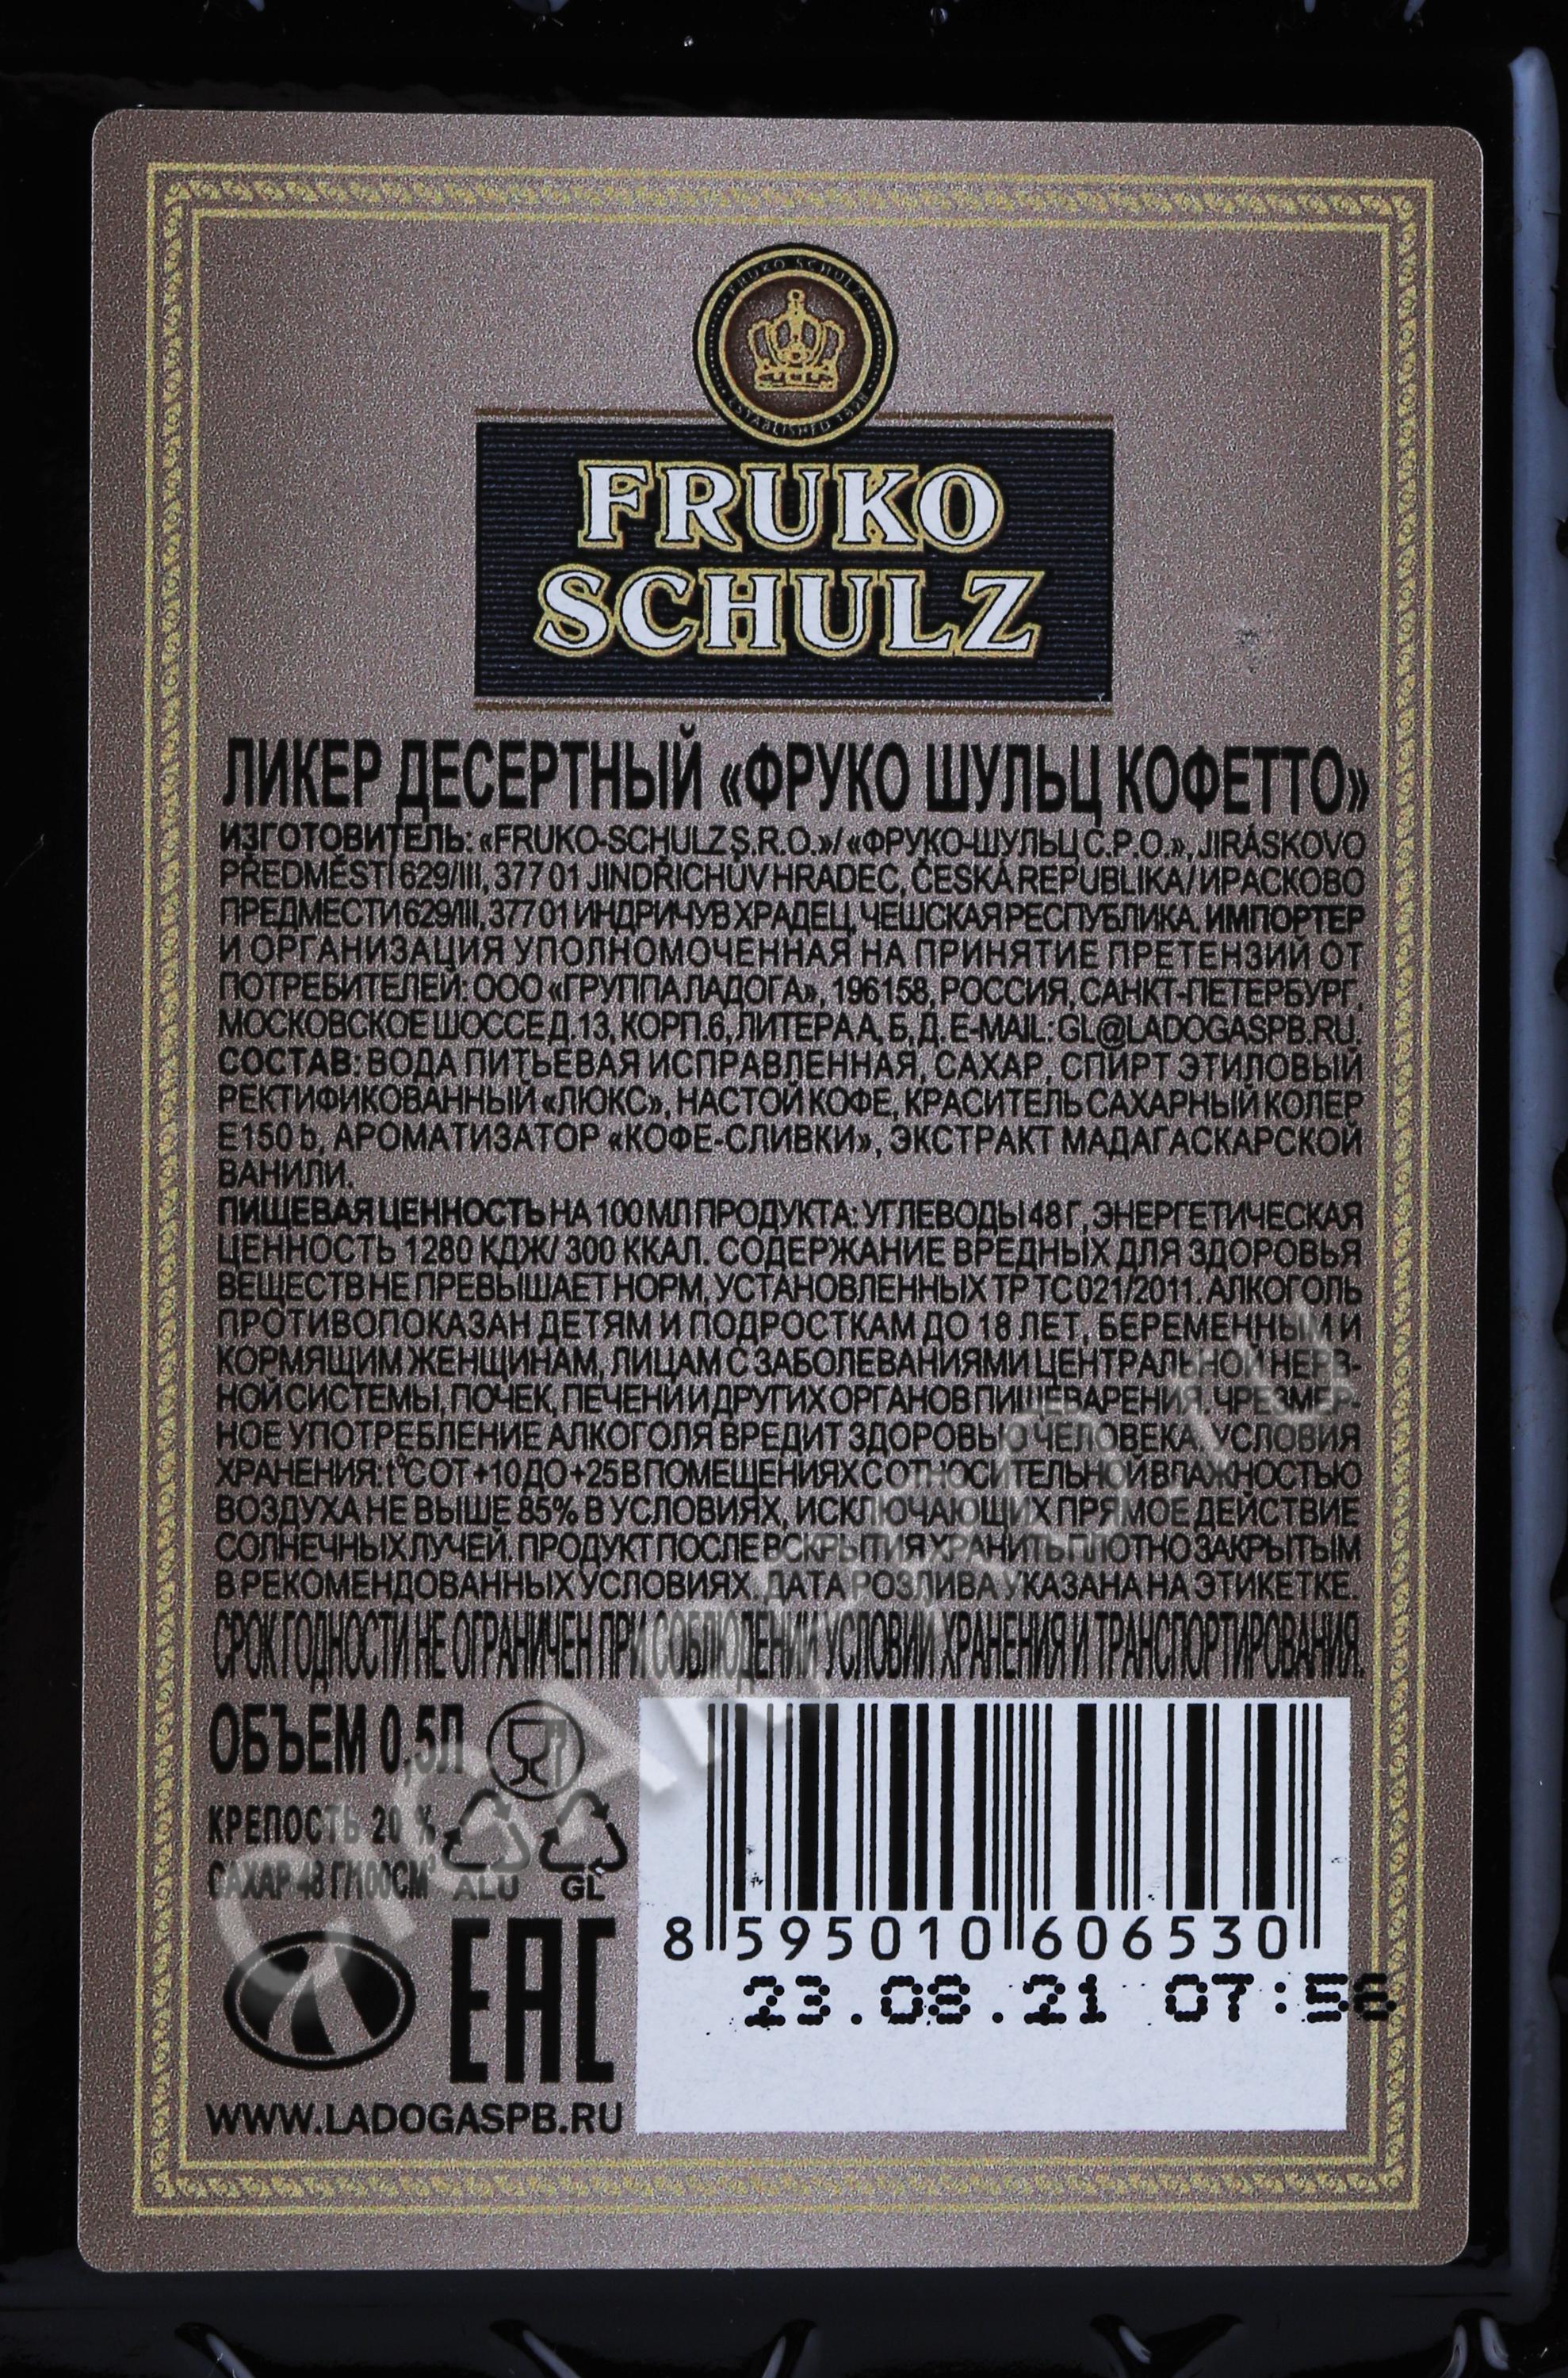 FRUKO SCHULZ
ESTABLISHED 1928
FRUKO
SCHULZ
ЛИКЕР ДЕСЕРТНЫЙ «ФРУКО ШУЛЬЦ КОФЕТТО»
ИЗГОТОВИТЕЛЬ: «FRUKO-SCHULZ S.R.O.»/ «ФРУКО-ШУЛЬЦ С.Р.О.», JIRÁSKOVO
PŘEDMĚSTÍ 629/III, 377 01 JINDŘICHŮV HRADEC, ČESKÁ REPUBLIKA/ ИРАСКОВО
ПРЕДМЕСТИ 629/III, 377 01 ИНДРИЧУВ ХРАДЕЦ, ЧЕШСКАЯ РЕСПУБЛИКА. ИМПОРТЕР
И ОРГАНИЗАЦИЯ УПОЛНОМОЧЕННАЯ НА ПРИНЯТИЕ ПРЕТЕНЗИЙ ОТ
ПОТРЕБИТЕЛЕЙ: ООО «ГРУППА ЛАДОГА», 196158, РОССИЯ, САНКТ-ПЕТЕРБУРГ,
МОСКОВСКОЕ ШОССЕ Д.13, КОРП.6, ЛИТЕРА А, Б, Д. E-MAIL: GL@LADOGASPB.RU.
СОСТАВ: ВОДА ПИТЬЕВАЯ ИСПРАВЛЕННАЯ, САХАР, СПИРТ ЭТИЛОВЫЙ
РЕКТИФИКОВАННЫЙ «ЛЮКС», НАСТОЙ КОФЕ, КРАСИТЕЛЬ САХАРНЫЙ КОЛЕР
E150 b, АРОМАТИЗАТОР «КОФЕ-СЛИВКИ», ЭКСТРАКТ МАДАГАСКАРСКОЙ
ВАНИЛИ.
ПИЩЕВАЯ ЦЕННОСТЬ НА 100 МЛ ПРОДУКТА: УГЛЕВОДЫ 48 Г, ЭНЕРГЕТИЧЕСКАЯ
ЦЕННОСТЬ 1280 КДЖ/ 300 ККАЛ. СОДЕРЖАНИЕ ВРЕДНЫХ ДЛЯ ЗДОРОВЬЯ
ВЕЩЕСТВ НЕ ПРЕВЫШАЕТ НОРМ, УСТАНОВЛЕННЫХ ТР ТС 021/2011. АЛКОГОЛЬ
ПРОТИВОПОКАЗАН ДЕТЯМ И ПОДРОСТКАМ ДО 18 ЛЕТ, БЕРЕМЕННЫМ И
КОРМЯЩИМ ЖЕНЩИНАМ, ЛИЦАМ С ЗАБОЛЕВАНИЯМИ ЦЕНТРАЛЬНОЙ НЕРВ-
НОЙ СИСТЕМЫ, ПОЧЕК, ПЕЧЕНИ И ДРУГИХ ОРГАНОВ ПИЩЕВАРЕНИЯ. ЧРЕЗМЕР-
НОЕ УПОТРЕБЛЕНИЕ АЛКОГОЛЯ ВРЕДИТ ЗДОРОВЬЮ ЧЕЛОВЕКА. УСЛОВИЯ
ХРАНЕНИЯ: t°C ОТ +10 ДО +25 В ПОМЕЩЕНИЯХ С ОТНОСИТЕЛЬНОЙ ВЛАЖНОСТЬЮ
ВОЗДУХА НЕ ВЫШЕ 85% В УСЛОВИЯХ, ИСКЛЮЧАЮЩИХ ПРЯМОЕ ДЕЙСТВИЕ
СОЛНЕЧНЫХ ЛУЧЕЙ. ПРОДУКТ ПОСЛЕ ВСКРЫТИЯ ХРАНИТЬ ПЛОТНО ЗАКРЫТЫМ
В РЕКОМЕНДОВАННЫХ УСЛОВИЯХ. ДАТА РОЗЛИВА УКАЗАНА НА ЭТИКЕТКЕ.
СРОК ГОДНОСТИ НЕ ОГРАНИЧЕН ПРИ СОБЛЮДЕНИИ УСЛОВИЙ ХРАНЕНИЯ И ТРАНСПОРТИРОВАНИЯ.
ОБЪЕМ 0,5Л
КРЕПОСТЬ 20 %
САХАР 48 Г/100СМ³
ALU GL
EAC
8 595010 606530
23.08.21 07:56
WWW.LADOGASPB.RU